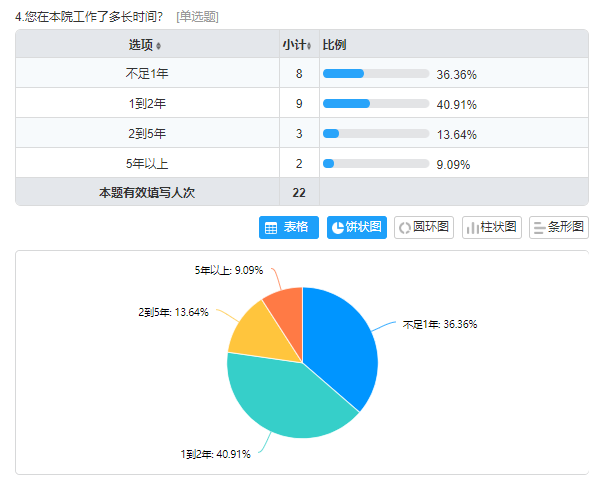 4.您在本院工作了多长时间? [单选题]
选项 小计 比例
不足1年 8 36.36%
1到2年 9 40.91%
2到5年 3 13.64%
5年以上 2 9.09%
本题有效填写人次 22
表格 饼状图 圆环图 柱状图 条形图
5年以上: 9.09%
2到5年: 13.64%
不足1年: 36.36%
1到2年: 40.91%